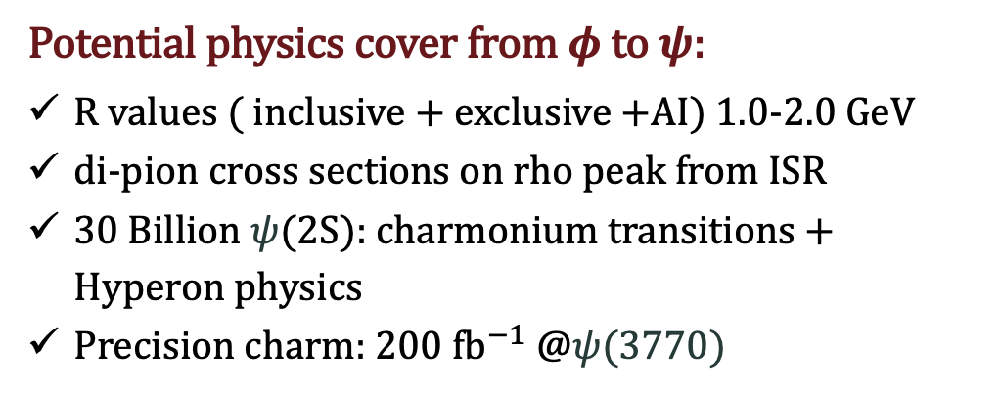 Potential physics cover from ϕ to ψ:
✓ R values ( inclusive + exclusive +AI) 1.0-2.0 GeV
✓ di-pion cross sections on rho peak from ISR
✓ 30 Billion ψ(2S): charmonium transitions +
Hyperon physics
✓ Precision charm: 200 fb⁻¹ @ψ(3770)